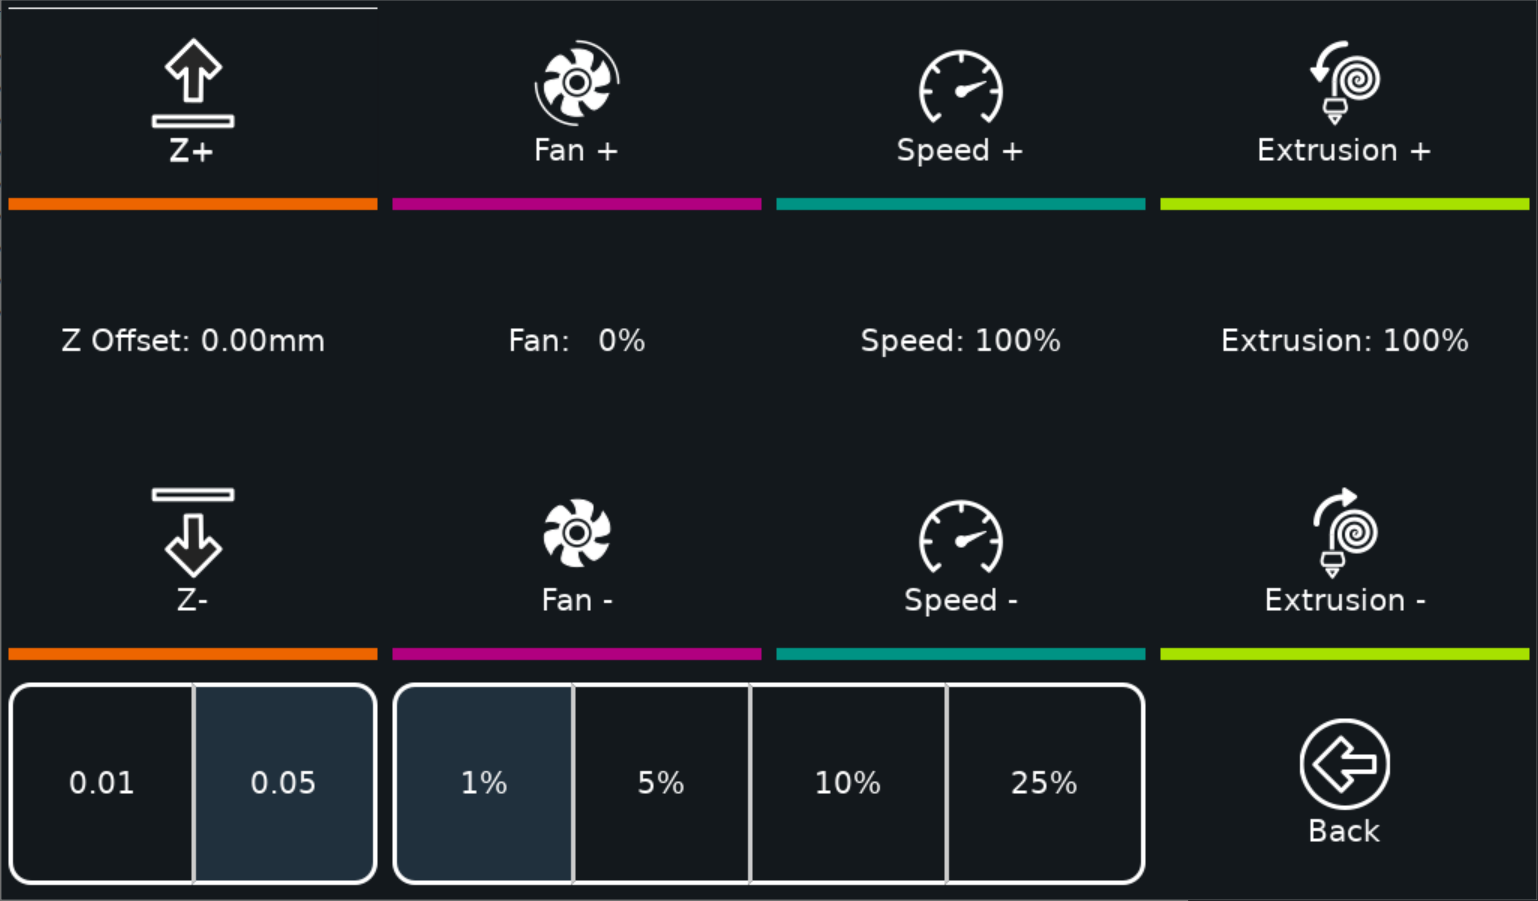 Z+
Fan +
Speed +
Extrusion +
Z Offset: 0.00mm
Fan: 0%
Speed: 100%
Extrusion: 100%
Z-
Fan -
Speed -
Extrusion -
0.01
0.05
1%
5%
10%
25%
Back